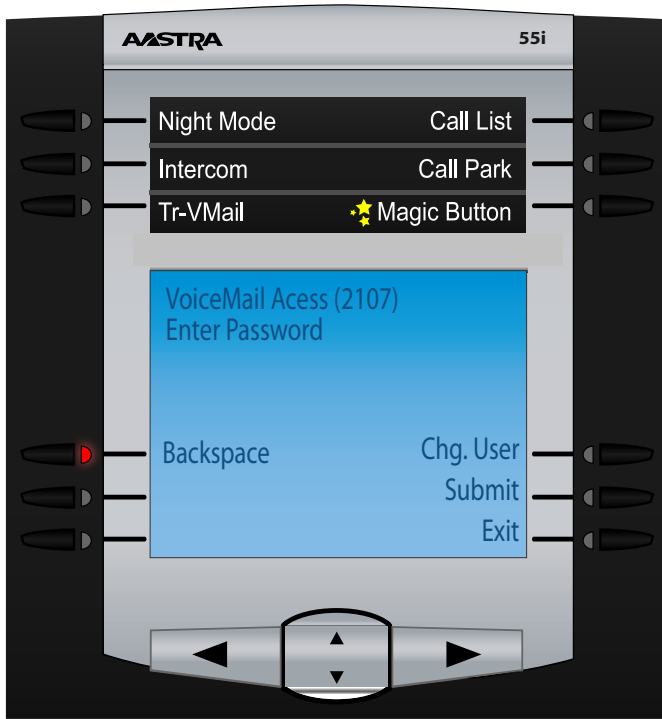 AASTRA 55i
Night Mode Call List
Intercom Call Park
Tr-VMail Magic Button
VoiceMail Acess (2107)
Enter Password
Backspace Chg. User
Submit
Exit